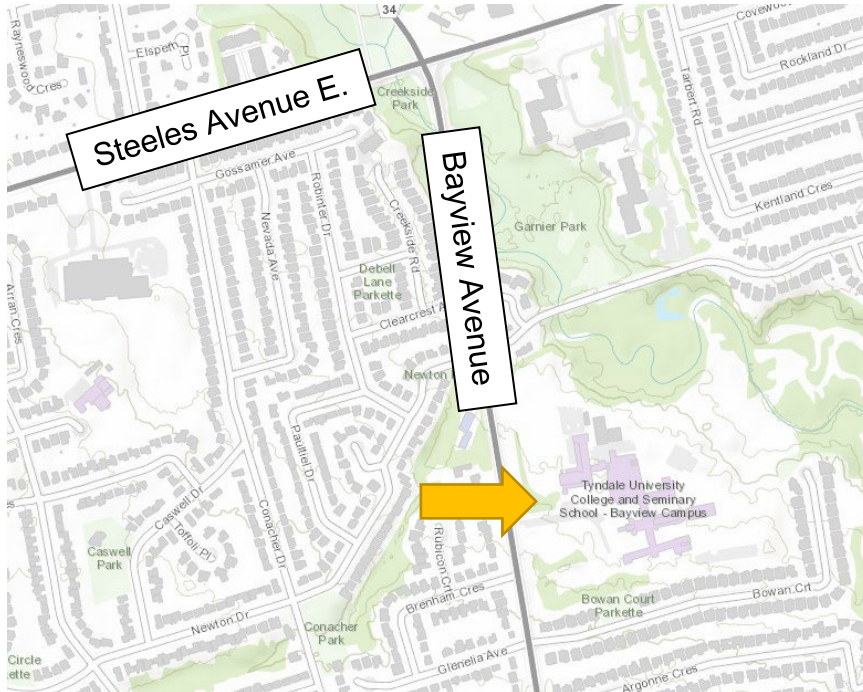 34
Rayneswood Cres
Elspeth Pl
Covewood
Rockland Dr
Tarbert Rd
Creekside
Park
Steeles Avenue E.
Gossamer Ave
Robinter Dr
Nevada Ave
Creekside Rd
Bayview Avenue
Kentland Cres
Garnier Park
Debell
Lane
Parkette
Arran Cres
Clearcrest A
Newton
Paultiel Dr
Caswell Dr
Toffoli Pl
Conacher Dr
Caswell
Park
Tyndale University
College and Seminary
School - Bayview Campus
Rubicon Cres
Brenham Cres
Bowan Court
Parkette
Bowan Crt
Newton Dr
Conacher
Park
Glenelia Ave
Argonne Cres
Circle
ette